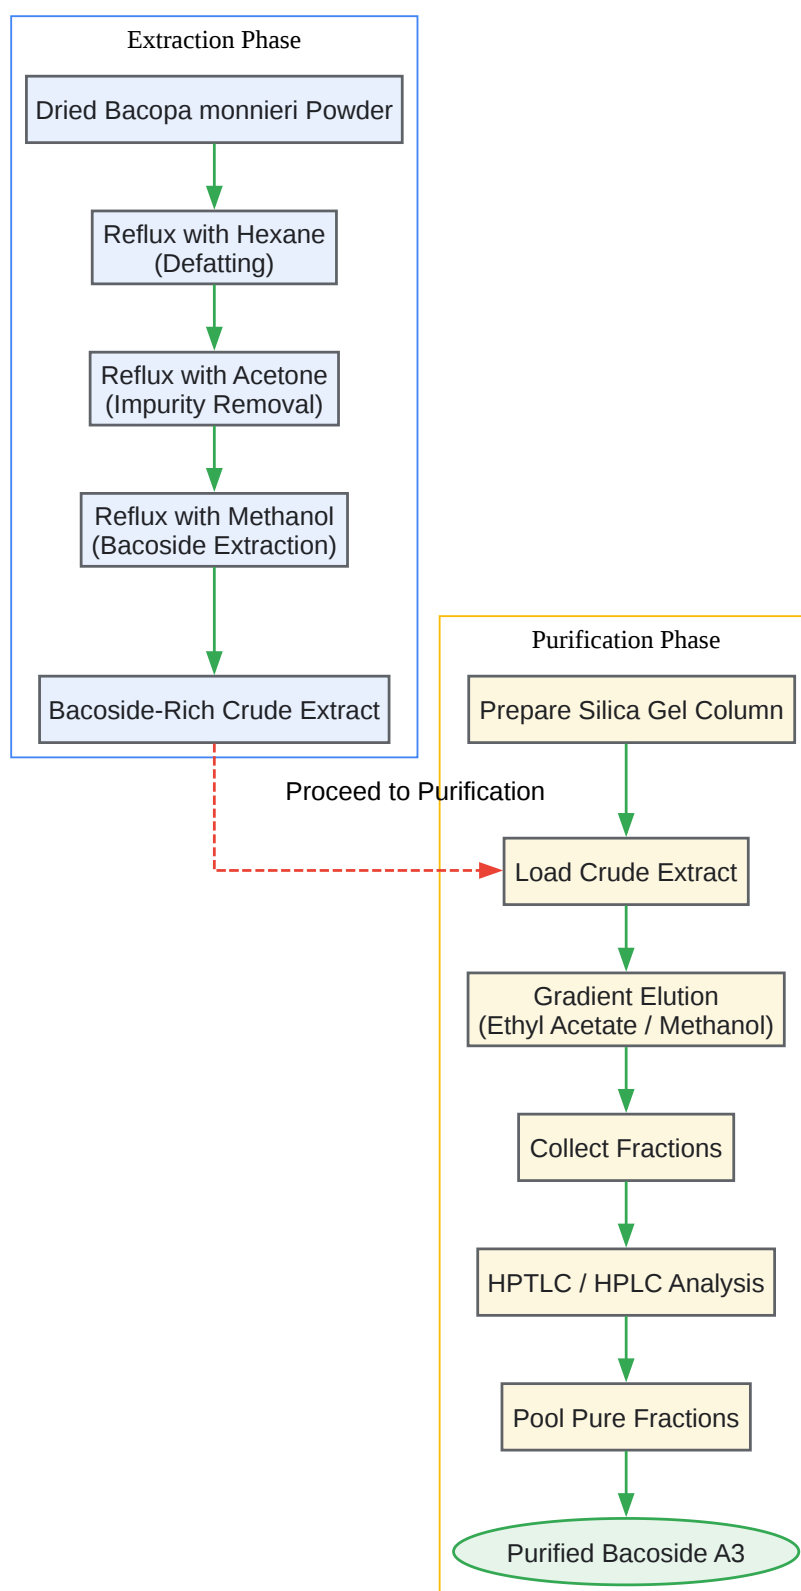 Extraction Phase
Dried Bacopa monnieri Powder
Reflux with Hexane
(Defatting)
Reflux with Acetone
(Impurity Removal)
Reflux with Methanol
(Bacoside Extraction)
Bacoside-Rich Crude Extract
Proceed to Purification
Purification Phase
Prepare Silica Gel Column
Load Crude Extract
Gradient Elution
(Ethyl Acetate / Methanol)
Collect Fractions
HPTLC / HPLC Analysis
Pool Pure Fractions
Purified Bacoside A3